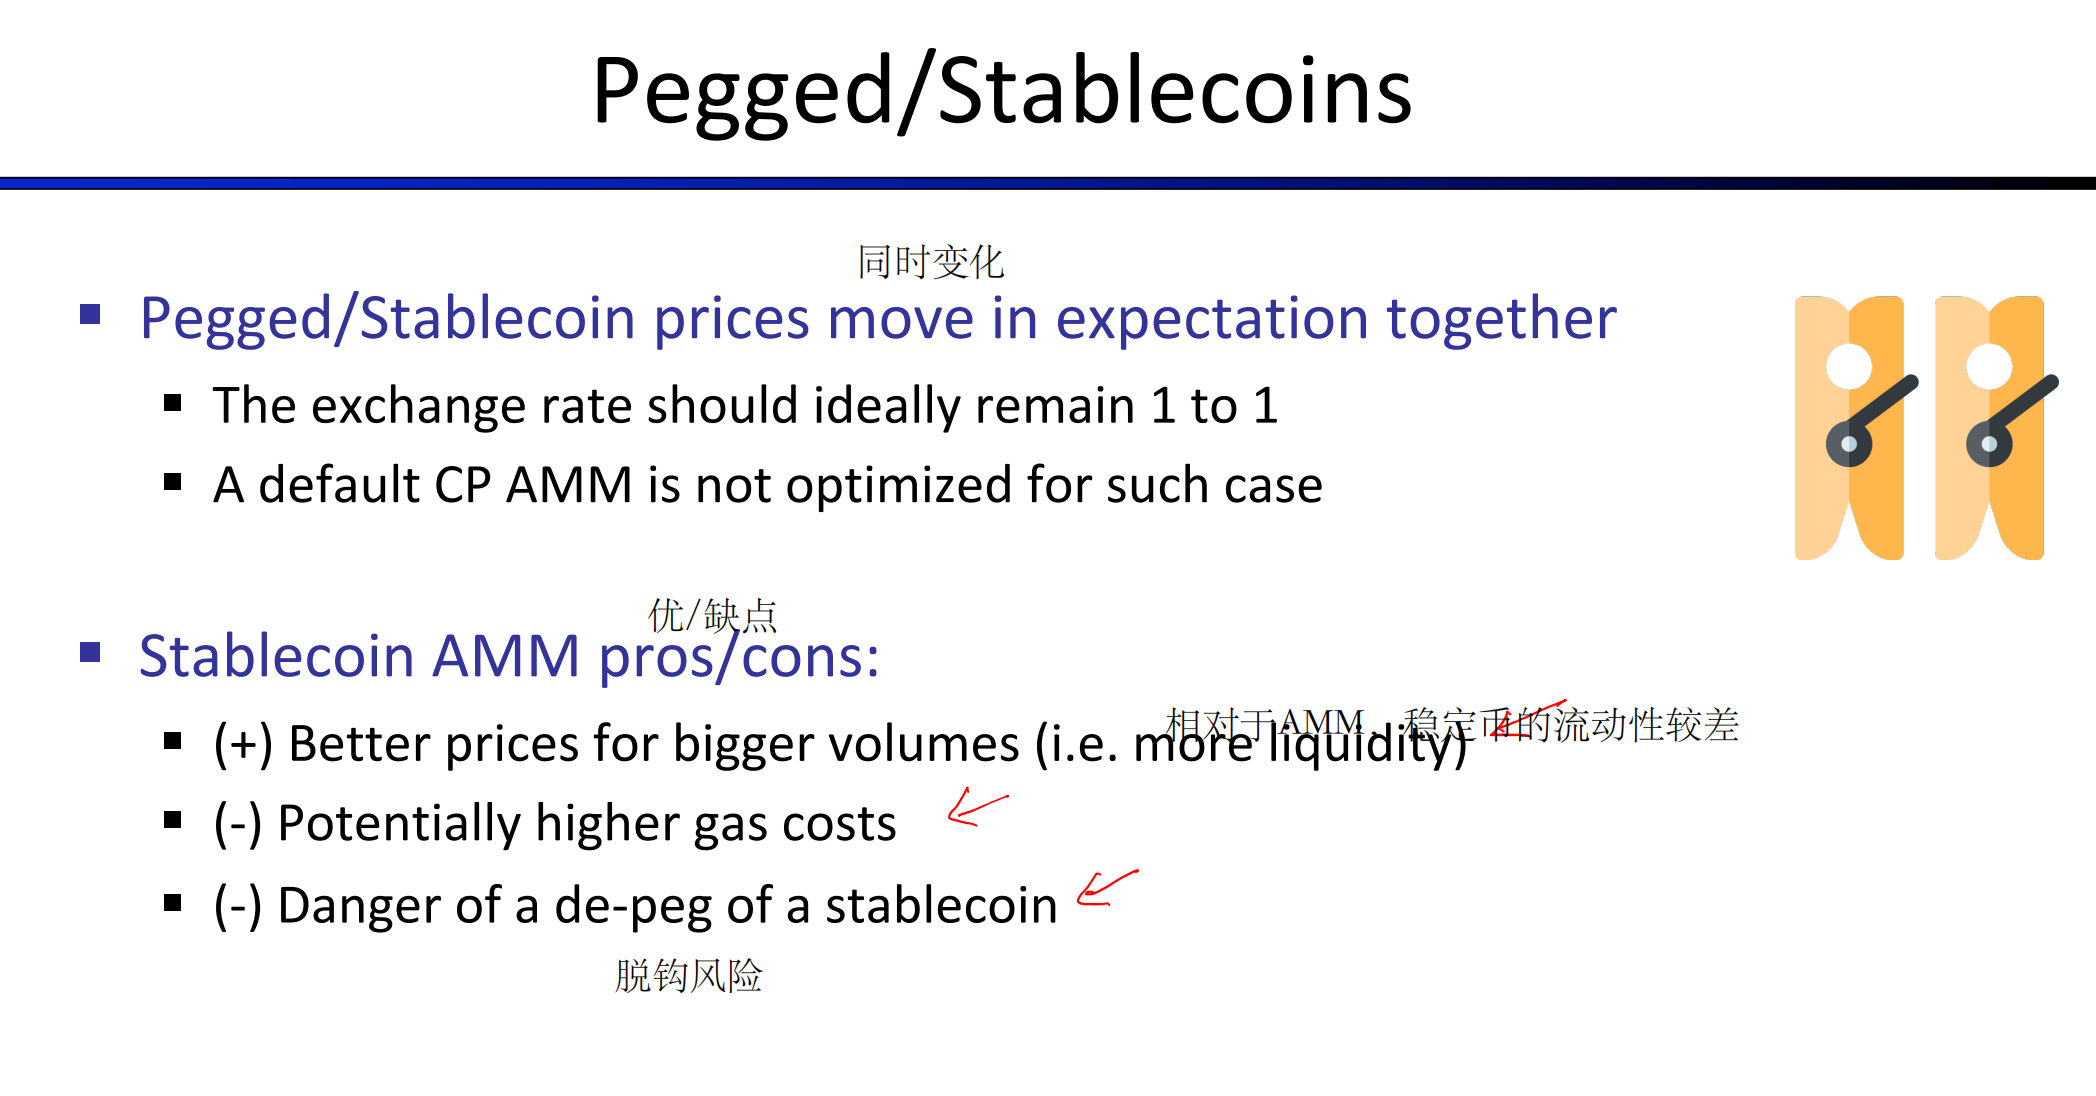 Pegged/Stablecoins
同时变化
Pegged/Stablecoin prices move in expectation together
The exchange rate should ideally remain 1 to 1
A default CP AMM is not optimized for such case
优/缺点
Stablecoin AMM pros/cons:
相对于AMM，稳定币的流动性较差
(+) Better prices for bigger volumes (i.e. more liquidity)
(-) Potentially higher gas costs
(-) Danger of a de-peg of a stablecoin
脱钩风险